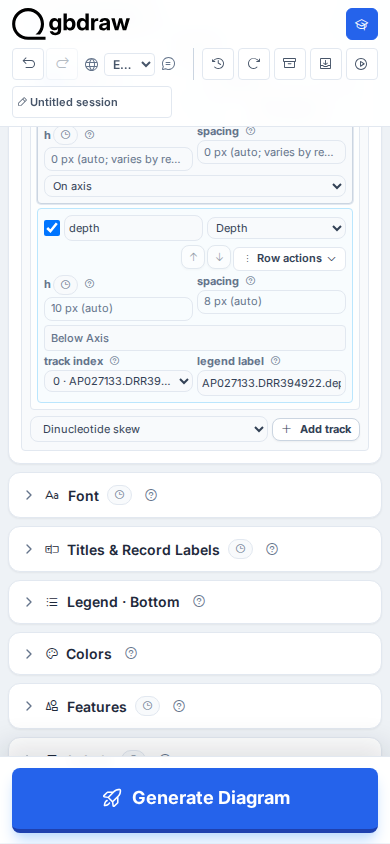 gbdraw
E...
Untitled session
h
spacing
0 px (auto; varies by re...
0 px (auto; varies by re...
On axis
depth
Depth
Row actions
h
spacing
10 px (auto)
8 px (auto)
Below Axis
track index
legend label
0 · AP027133.DRR39...
AP027133.DRR394922.dep
Dinucleotide skew
Add track
Aa Font
Titles & Record Labels
Legend · Bottom
Colors
Features
Generate Diagram